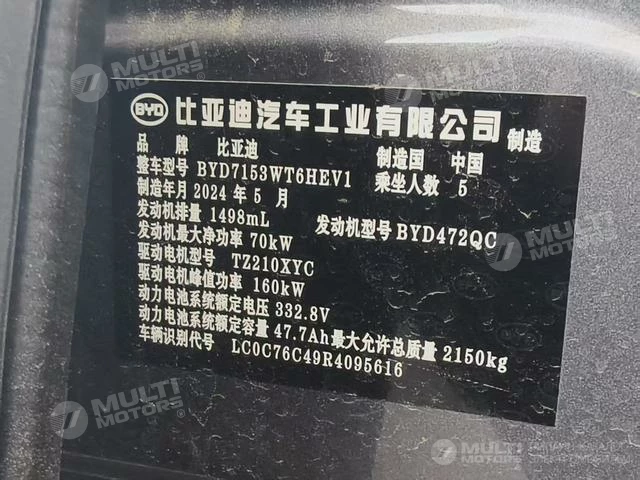 MULTI MOTORS
MULTI MOTORS
BYD 比亚迪汽车工业有限公司 制造
品 牌 比亚迪 制造国 中国
整车型号 BYD7153WT6HEV1 乘坐人数 5
制造年月 2024 年 5 月
发动机排量 1498mL 发动机型号 BYD472QC
发动机最大净功率 70kW
驱动电机型号 TZ210XYC
驱动电机峰值功率 160kW
动力电池系统额定电压 332.8V
动力电池系统额定容量 47.7Ah 最大允许总质量 2150kg
车辆识别代号 LC0C76C49R4095616
MULTI MOTORS
MULTI MOTORS
MULTI MOTORS